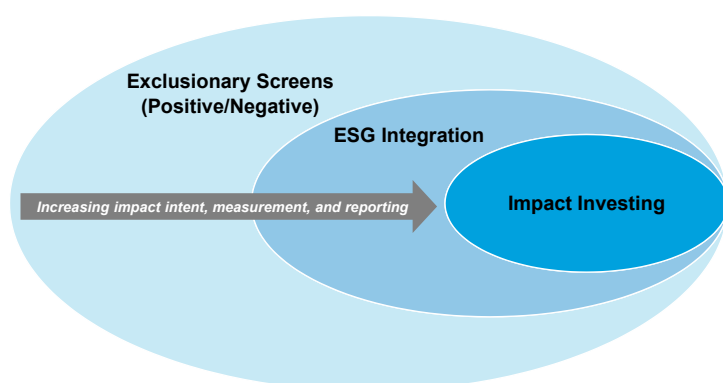 Exclusionary Screens
(Positive/Negative)
ESG Integration
Increasing impact intent, measurement, and reporting
Impact Investing